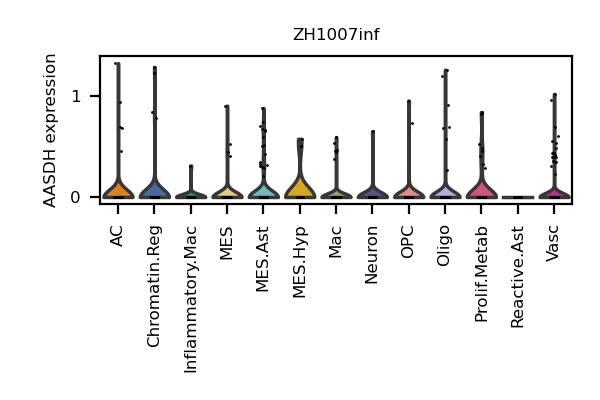 ZH1007inf
AASDH expression
1
0
AC
Chromatin.Reg
Inflammatory.Mac
MES
MES.Ast
MES.Hyp
Mac
Neuron
OPC
Oligo
Prolif.Metab
Reactive.Ast
Vasc